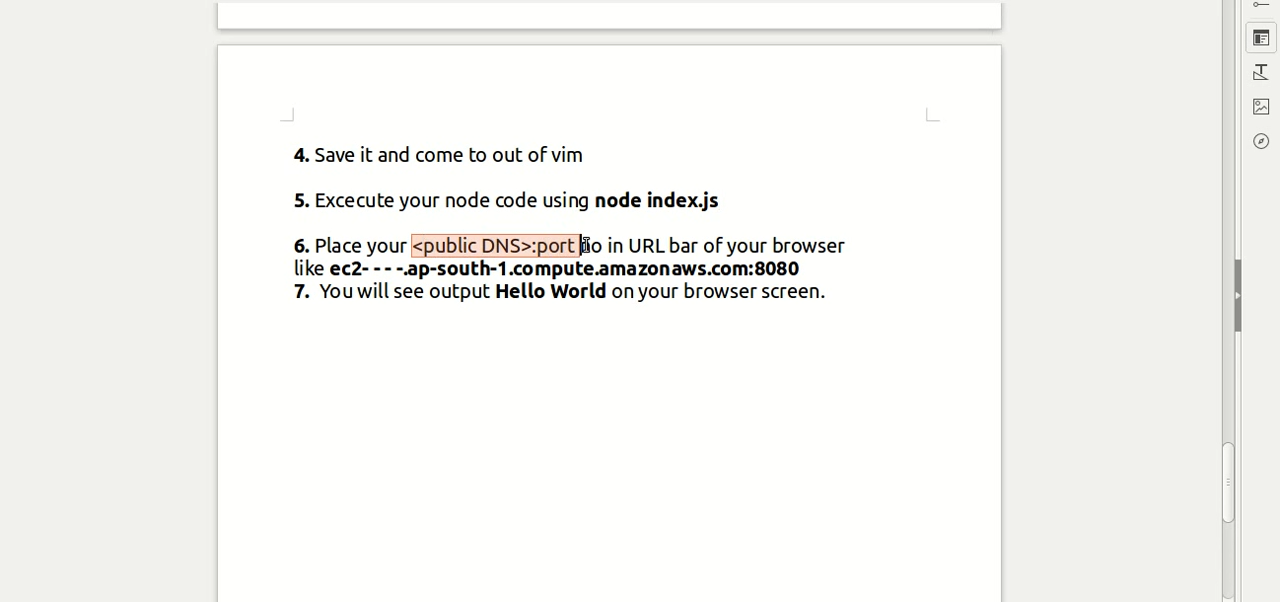 4. Save it and come to out of vim
5. Excecute your node code using node index.js
6. Place your <public DNS>:port no in URL bar of your browser
like ec2- - - -.ap-south-1.compute.amazonaws.com:8080
7. You will see output Hello World on your browser screen.